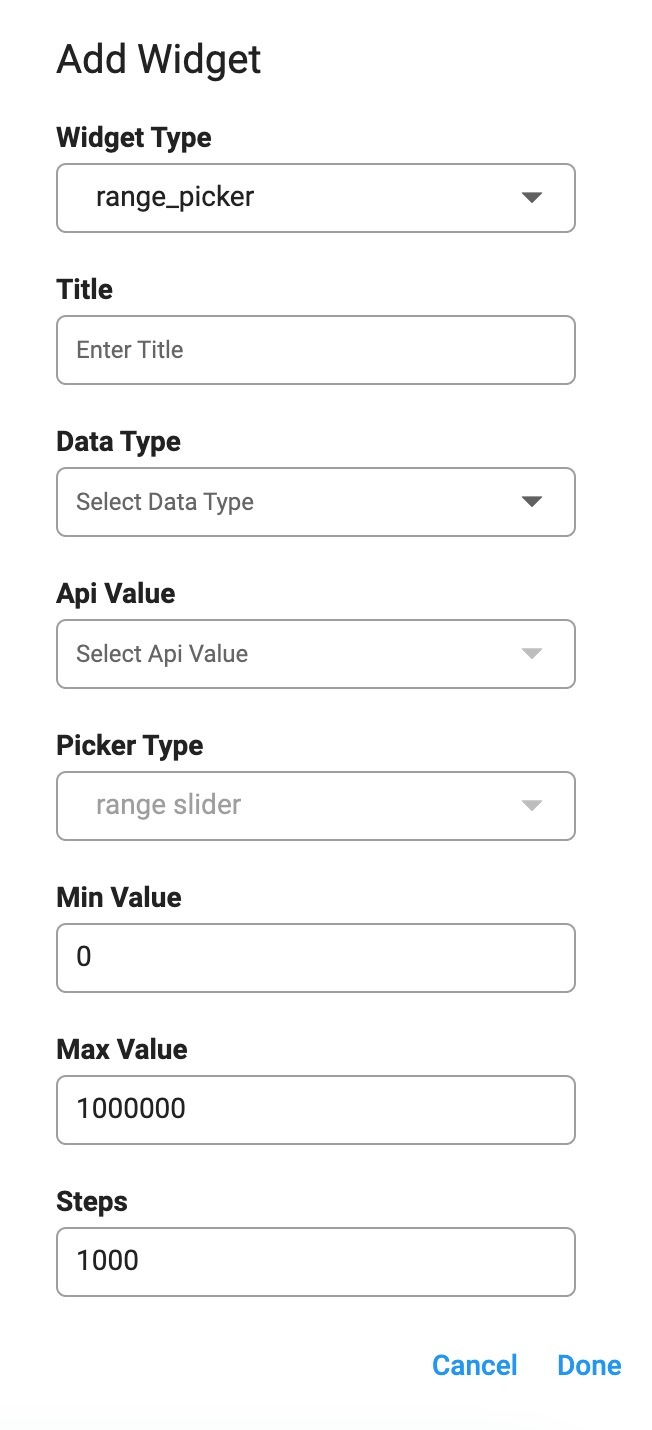 Add Widget
Widget Type
range_picker
Title
Enter Title
Data Type
Select Data Type
Api Value
Select Api Value
Picker Type
range slider
Min Value
0
Max Value
1000000
Steps
1000
Cancel Done